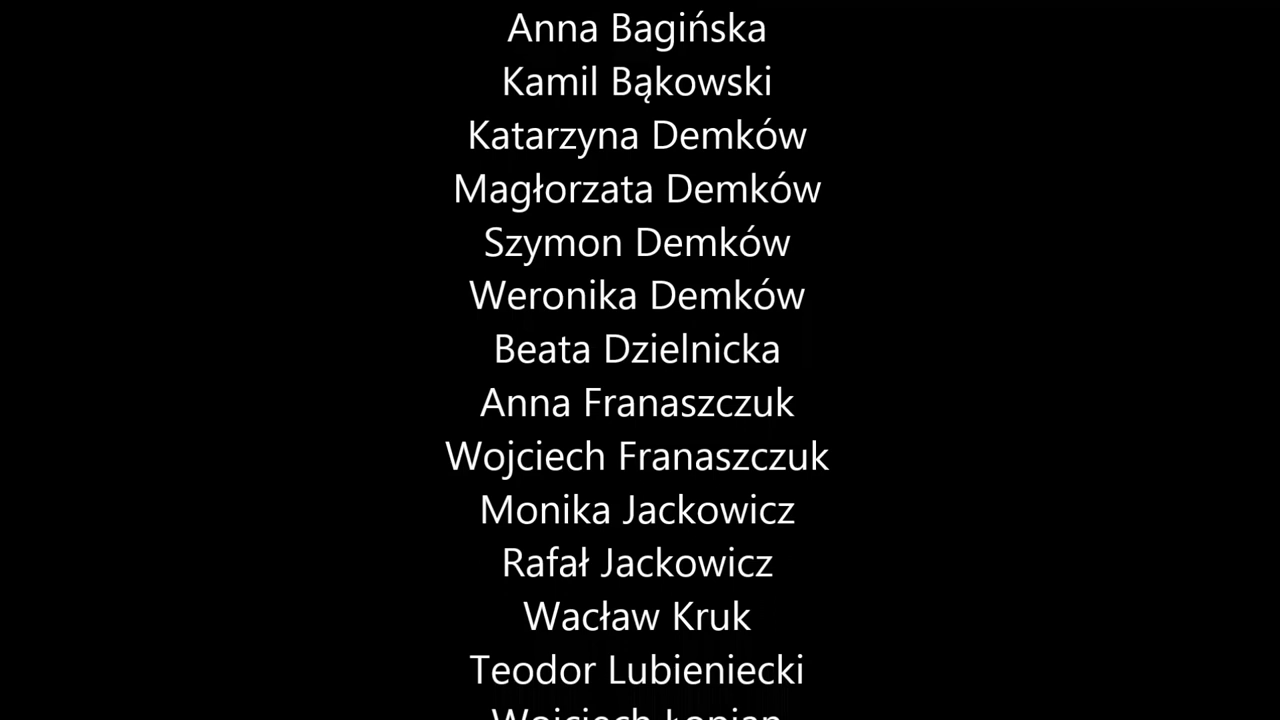 Anna Bagińska
Kamil Bąkowski
Katarzyna Demków
Magłorzata Demków
Szymon Demków
Weronika Demków
Beata Dzielnicka
Anna Franaszczuk
Wojciech Franaszczuk
Monika Jackowicz
Rafał Jackowicz
Wacław Kruk
Teodor Lubieniecki
Wojciech